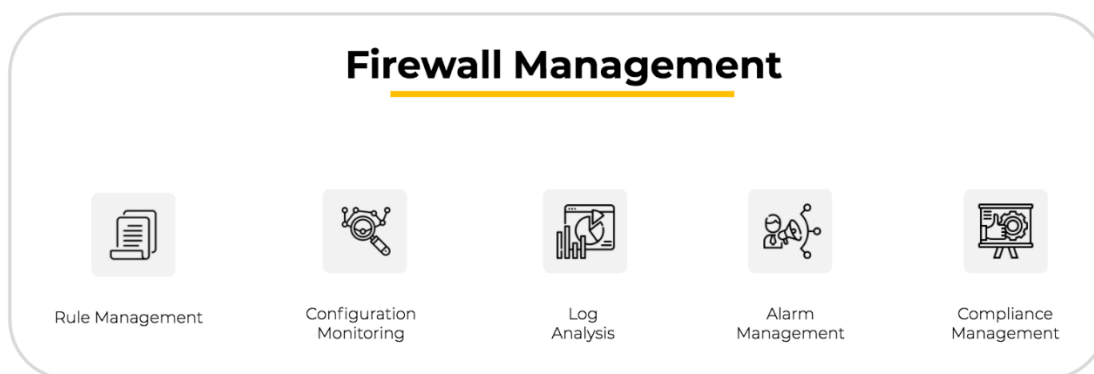 Firewall Management
Rule Management
Configuration
Monitoring
Log
Analysis
Alarm
Management
Compliance
Management